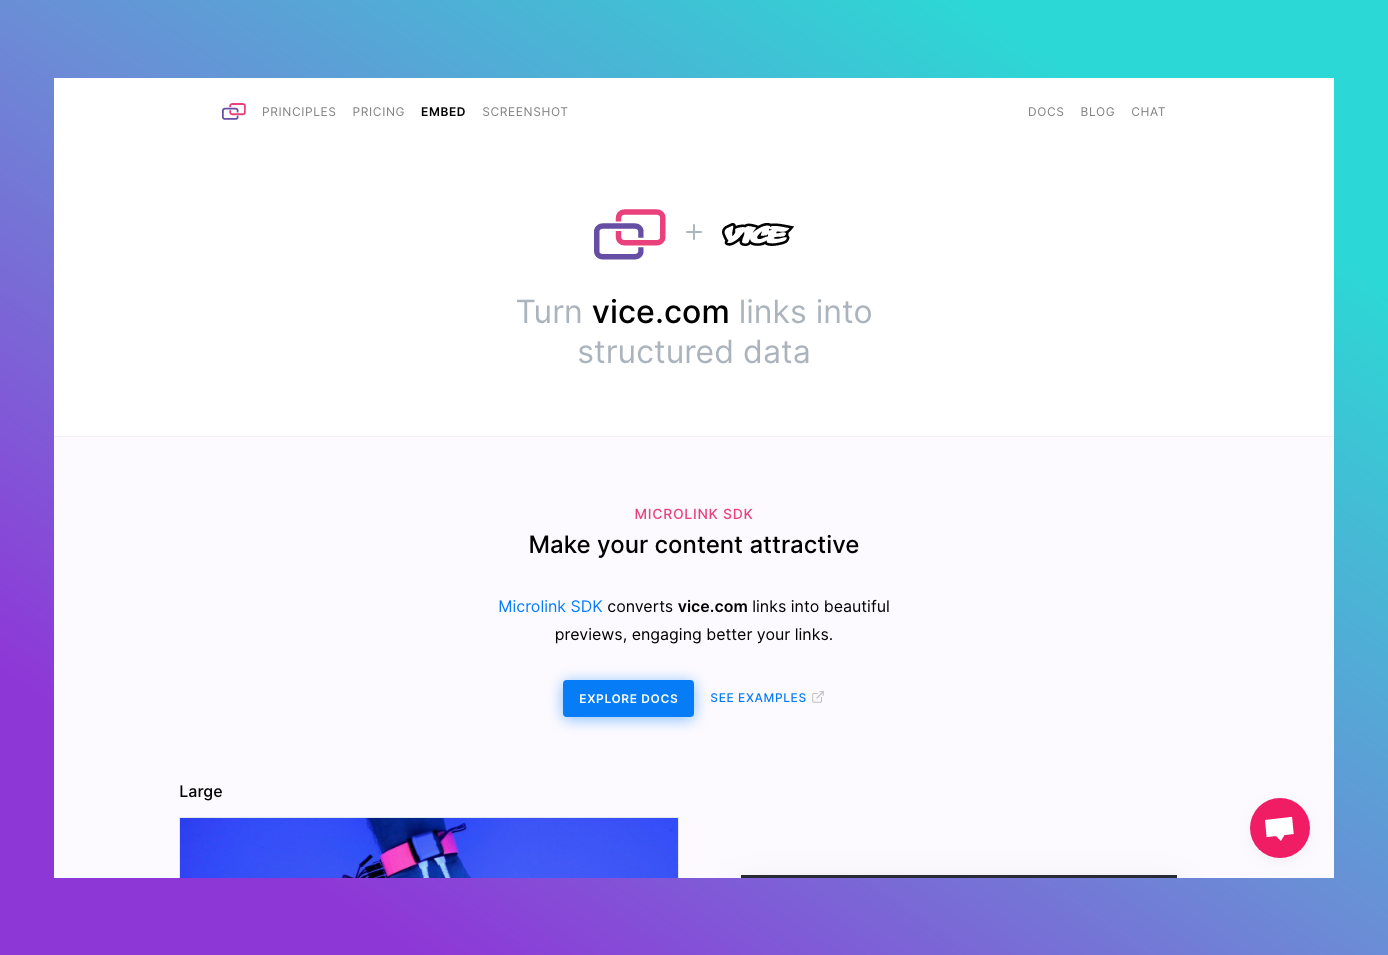 PRINCIPLES PRICING EMBED SCREENSHOT DOCS BLOG CHAT
VICE
Turn vice.com links into
structured data
MICROLINK SDK
Make your content attractive
Microlink SDK converts vice.com links into beautiful
previews, engaging better your links.
EXPLORE DOCS SEE EXAMPLES
Large